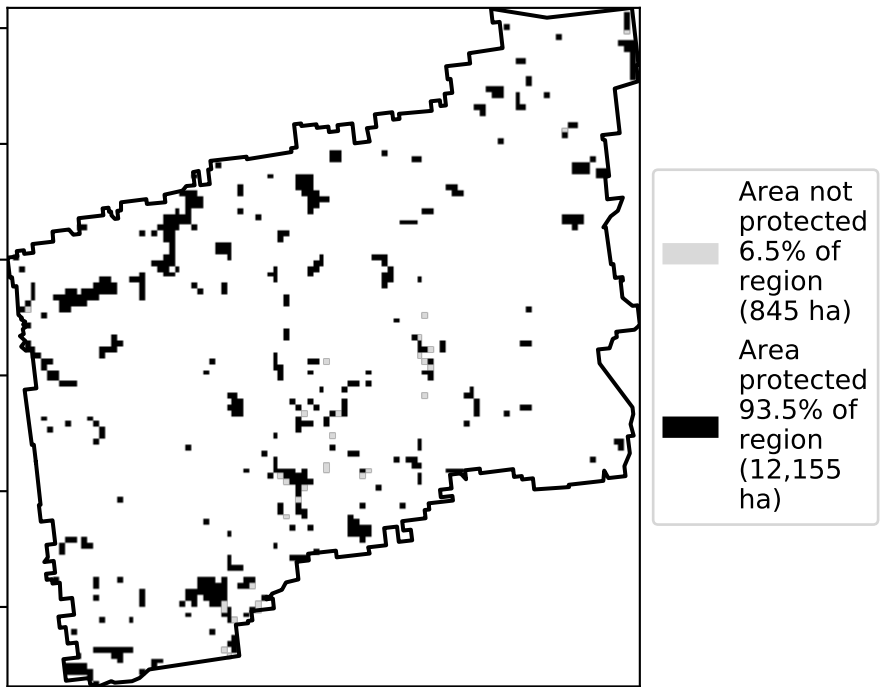 Area not
protected
6.5% of
region
(845 ha)
Area
protected
93.5% of
region
(12,155
ha)